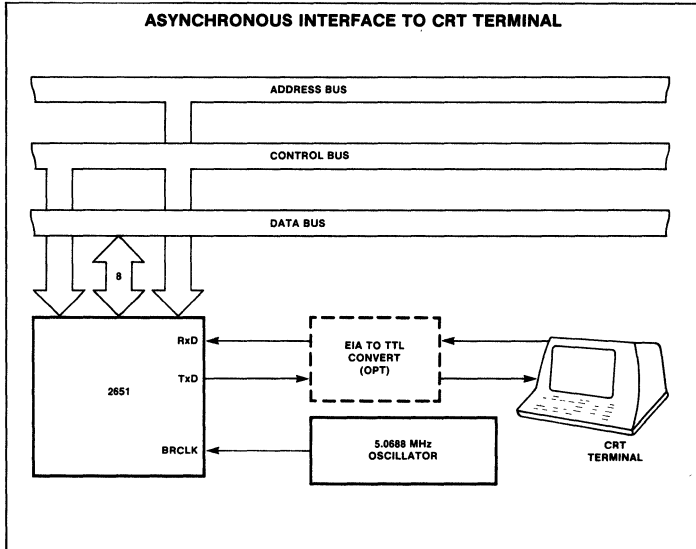 ASYNCHRONOUS INTERFACE TO CRT TERMINAL
ADDRESS BUS
CONTROL BUS
DATA BUS
8
RxD
TxD
2651
BRCLK
EIA TO TTL
CONVERT
(OPT)
5.0688 MHz
OSCILLATOR
CRT
TERMINAL